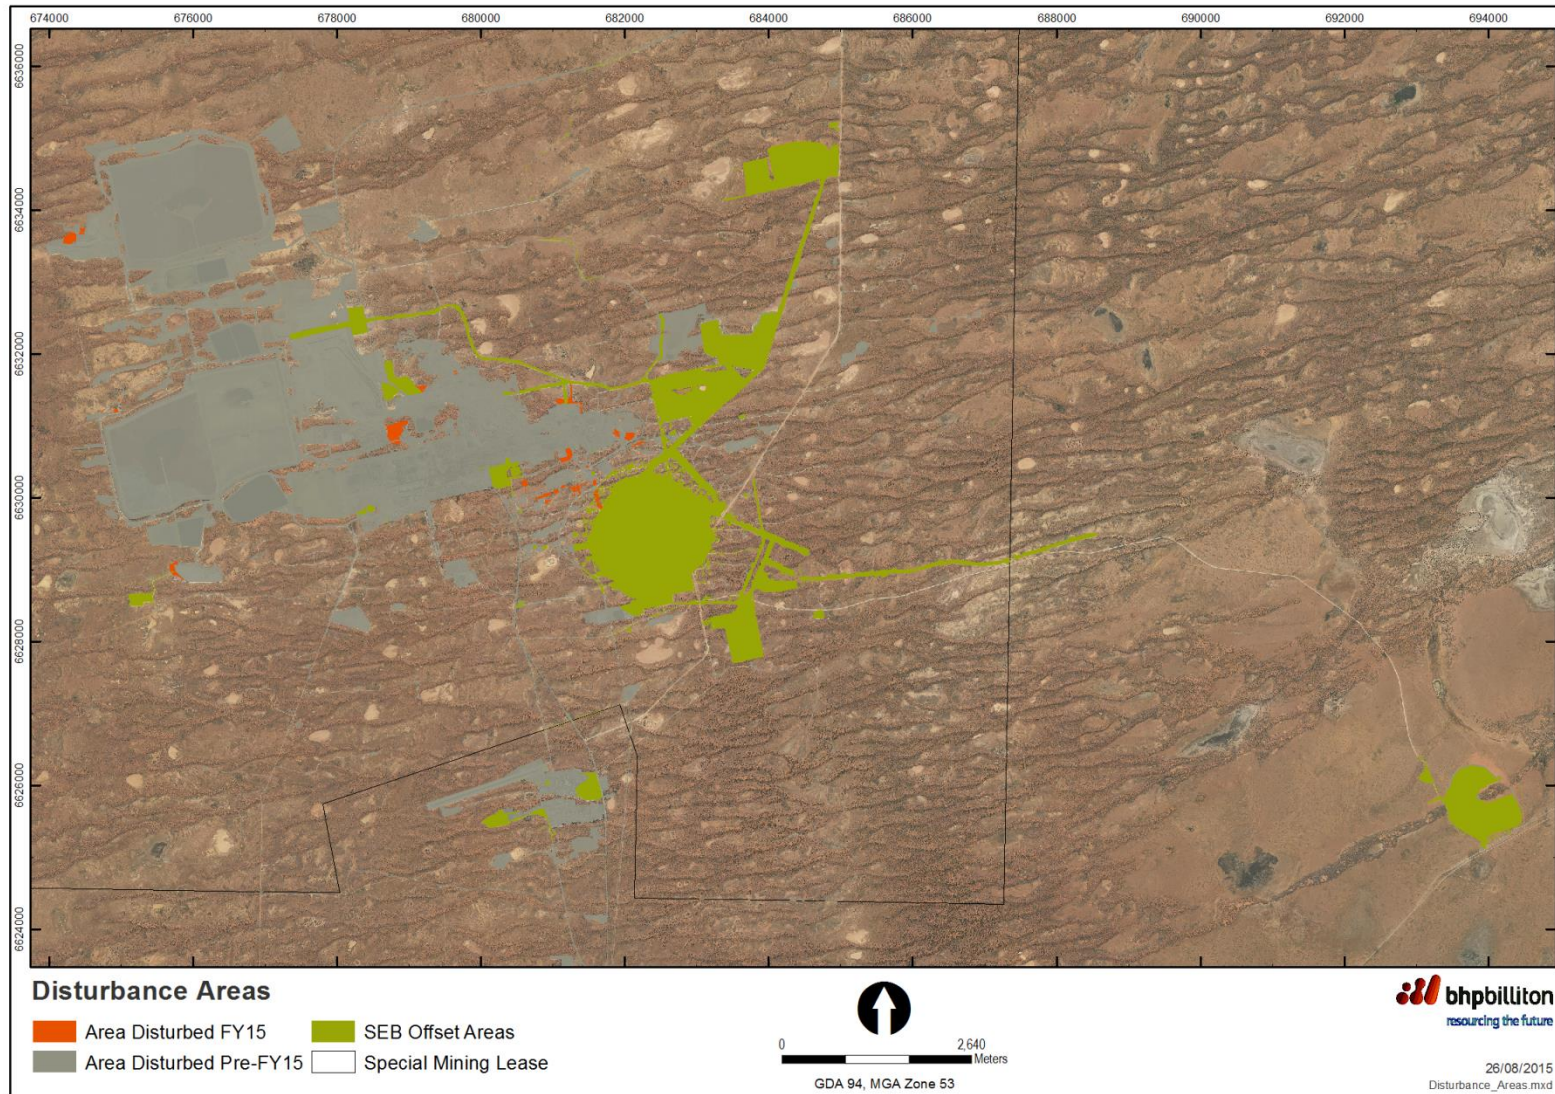 674000 676000 678000 680000 682000 684000 686000 688000 690000 692000 694000
6636000
6634000
6632000
6630000
6628000
6626000
6624000
Disturbance Areas
Area Disturbed FY15
SEB Offset Areas
Area Disturbed Pre-FY15
Special Mining Lease
0 2,640
Meters
GDA 94, MGA Zone 53
bhpbilliton
resourcing the future
26/08/2015
Disturbance_Areas.mxd